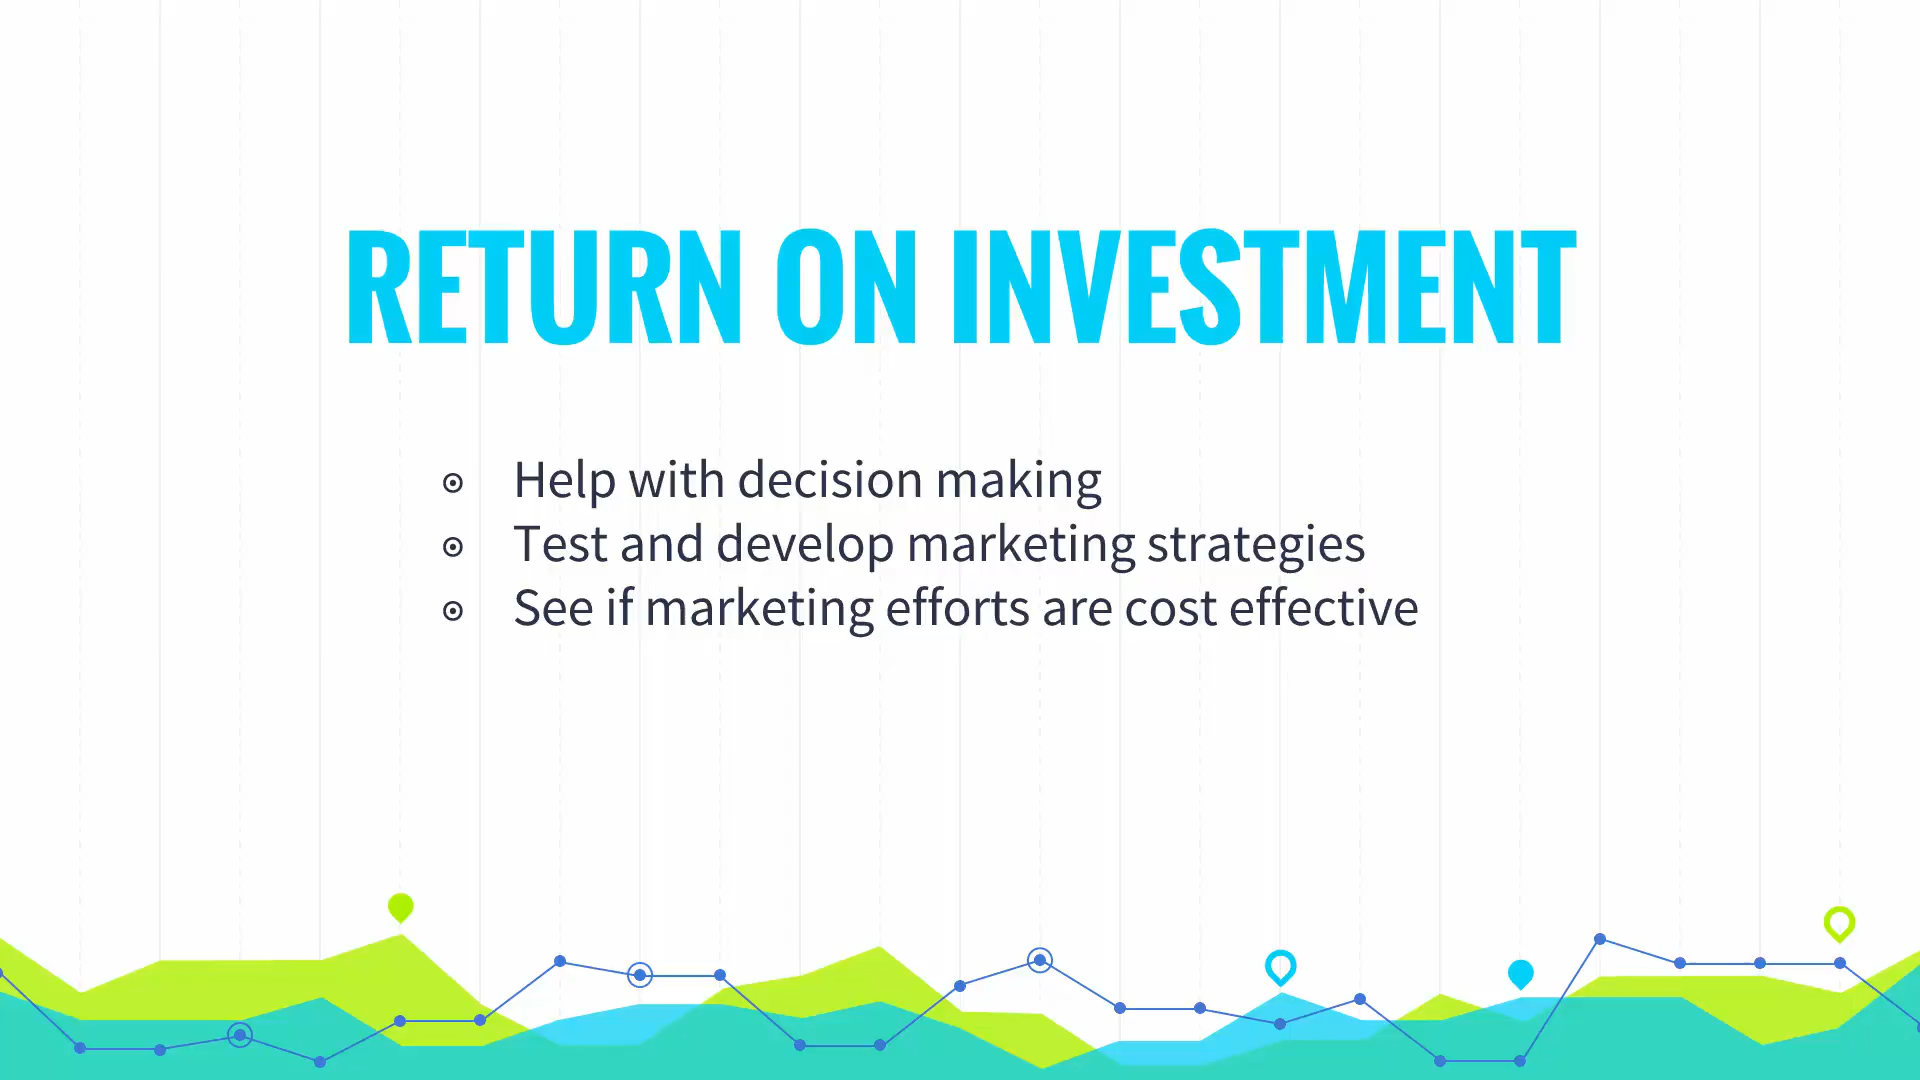 RETURN ON INVESTMENT
Help with decision making
Test and develop marketing strategies
See if marketing efforts are cost effective